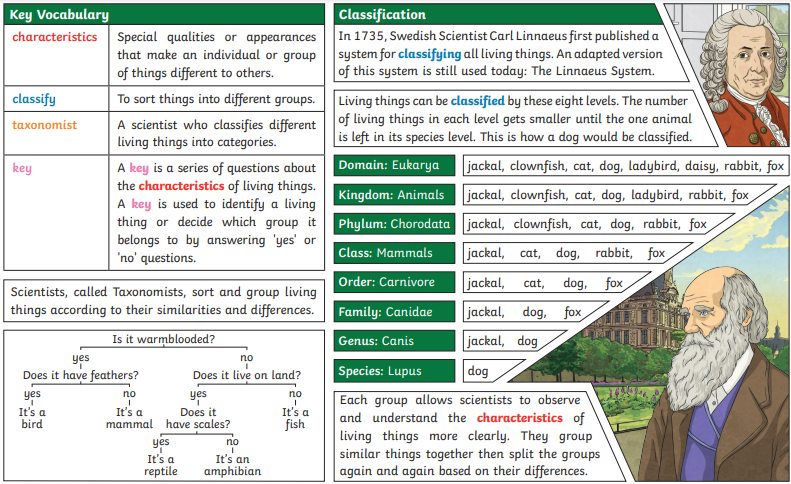 Key Vocabulary
characteristics
Special qualities or appearances
that make an individual or group
of things different to others.
classify
To sort things into different groups.
taxonomist
A scientist who classifies different
living things into categories.
key
A key is a series of questions about
the characteristics of living things.
A key is used to identify a living
thing or decide which group it
belongs to by answering 'yes' or
'no' questions.
Scientists, called Taxonomists, sort and group living
things according to their similarities and differences.
Is it warmblooded?
yes no
Does it have feathers? Does it live on land?
yes no yes no
It's a It's a Does it It's a
bird mammal have scales? fish
yes no
It's a It's an
reptile amphibian
Classification
In 1735, Swedish Scientist Carl Linnaeus first published a
system for classifying all living things. An adapted version
of this system is still used today: The Linnaeus System.
Living things can be classified by these eight levels. The number
of living things in each level gets smaller until the one animal
is left in its species level. This is how a dog would be classified.
Domain: Eukarya jackal, clownfish, cat, dog, ladybird, daisy, rabbit, fox
Kingdom: Animals jackal, clownfish, cat, dog, ladybird, rabbit, fox
Phylum: Chorodata jackal, clownfish, cat, dog, rabbit, fox
Class: Mammals jackal, cat, dog, rabbit, fox
Order: Carnivore jackal, cat, dog, fox
Family: Canidae jackal, dog, fox
Genus: Canis jackal, dog
Species: Lupus dog
Each group allows scientists to observe
and understand the characteristics of
living things more clearly. They group
similar things together then split the groups
again and again based on their differences.